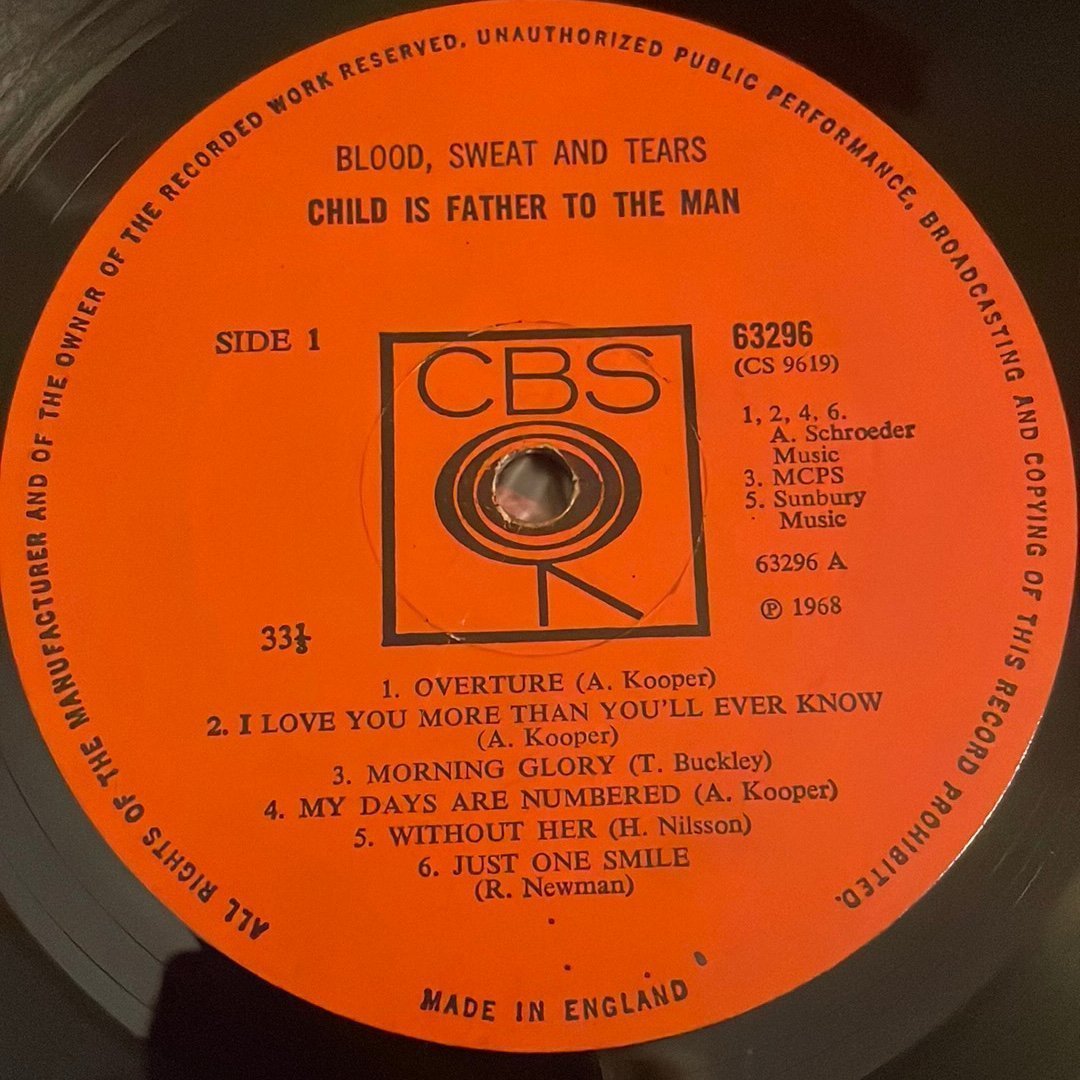 ALL RIGHTS OF THE MANUFACTURER AND OF THE OWNER OF THE RECORDED WORK RESERVED. UNAUTHORIZED PUBLIC PERFORMANCE, BROADCASTING AND COPYING OF THIS RECORD PROHIBITED.
BLOOD, SWEAT AND TEARS
CHILD IS FATHER TO THE MAN
SIDE 1
CBS
63296
(CS 9619)
1, 2, 4, 6.
A. Schroeder
Music
3. MCPS
5. Sunbury
Music
63296 A
℗ 1968
33⅓
1. OVERTURE (A. Kooper)
2. I LOVE YOU MORE THAN YOU'LL EVER KNOW
(A. Kooper)
3. MORNING GLORY (T. Buckley)
4. MY DAYS ARE NUMBERED (A. Kooper)
5. WITHOUT HER (H. Nilsson)
6. JUST ONE SMILE
(R. Newman)
MADE IN ENGLAND